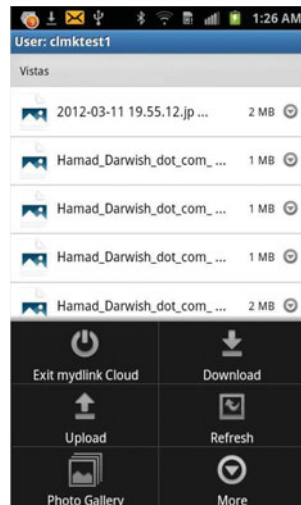 1:26 AM
User: clmktest1
Vistas
2012-03-11 19.55.12.jp ... 2 MB
Hamad_Darwish_dot_com_ ... 1 MB
Hamad_Darwish_dot_com_ ... 1 MB
Hamad_Darwish_dot_com_ ... 1 MB
Hamad_Darwish_dot_com_ ... 2 MB
Exit mydlink Cloud Download
Upload Refresh
Photo Gallery More